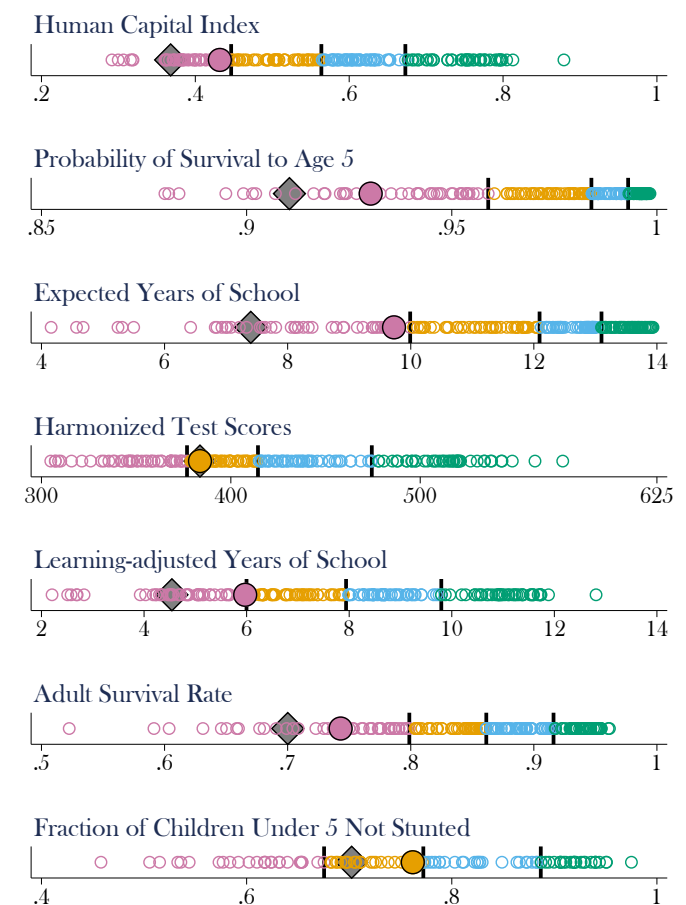 Human Capital Index
.2 .4 .6 .8 1
Probability of Survival to Age 5
.85 .9 .95 1
Expected Years of School
4 6 8 10 12 14
Harmonized Test Scores
300 400 500 625
Learning-adjusted Years of School
2 4 6 8 10 12 14
Adult Survival Rate
.5 .6 .7 .8 .9 1
Fraction of Children Under 5 Not Stunted
.4 .6 .8 1